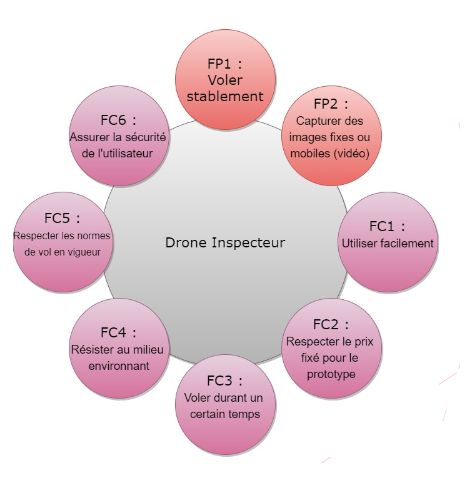 FP1 :
Voler
stablement
FP2 :
Capturer des
images fixes ou
mobiles (vidéo)
FC1 :
Utiliser facilement
FC2 :
Respecter le prix
fixé pour le
prototype
FC3 :
Voler durant un
certain temps
FC4 :
Résister au milieu
environnant
FC5 :
Respecter les normes
de vol en vigueur
FC6 :
Assurer la sécurité
de l'utilisateur
Drone Inspecteur